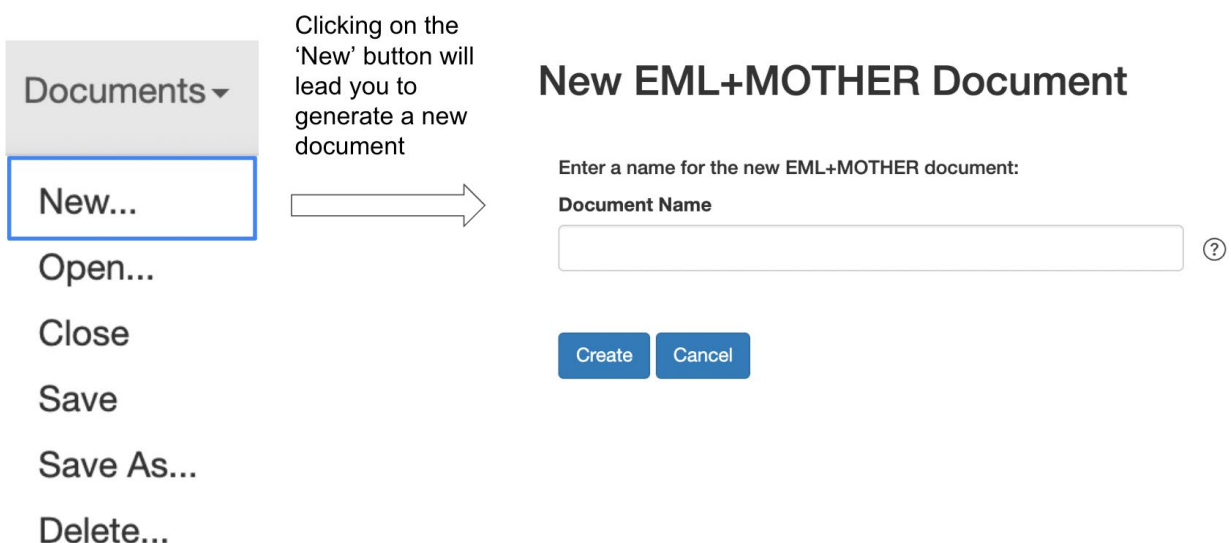 Documents
New...
Open...
Close
Save
Save As...
Delete...
Clicking on the
‘New’ button will
lead you to
generate a new
document
New EML+MOTHER Document
Enter a name for the new EML+MOTHER document:
Document Name
?
Create
Cancel